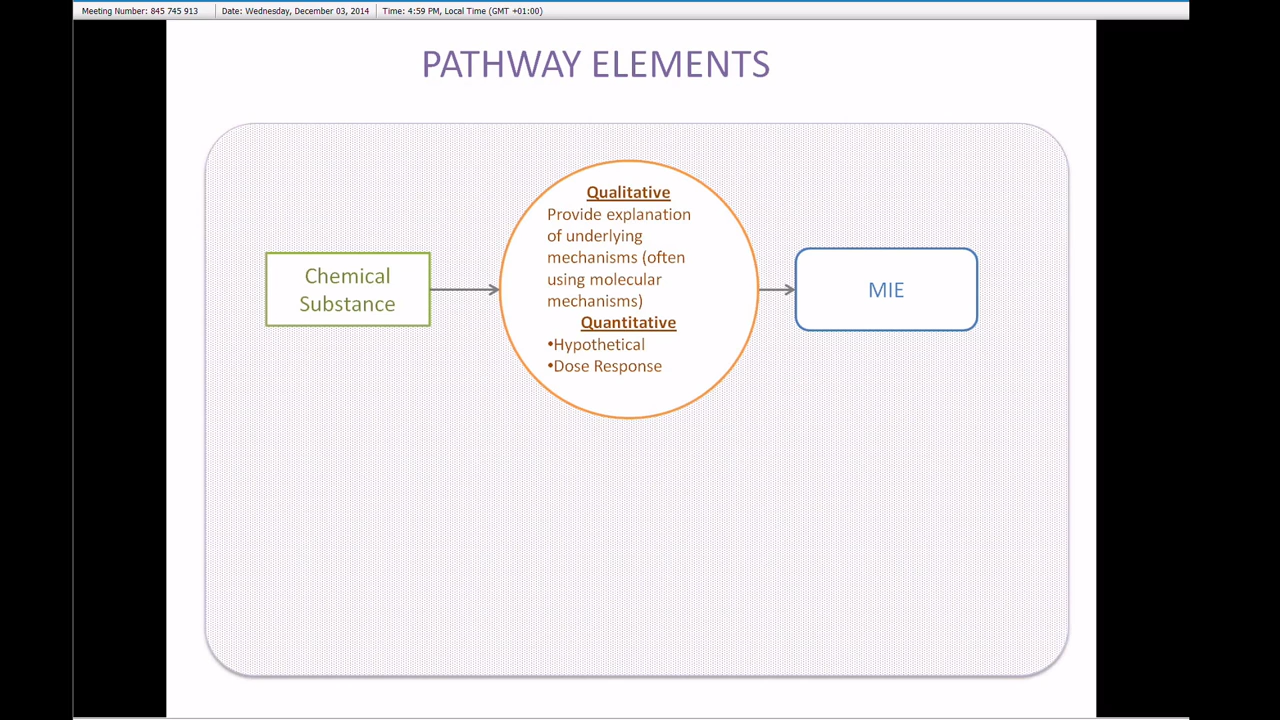 Meeting Number: 845 745 913 Date: Wednesday, December 03, 2014 Time: 4:59 PM, Local Time (GMT +01:00)
PATHWAY ELEMENTS
Chemical
Substance
Qualitative
Provide explanation
of underlying
mechanisms (often
using molecular
mechanisms)
Quantitative
•Hypothetical
•Dose Response
MIE